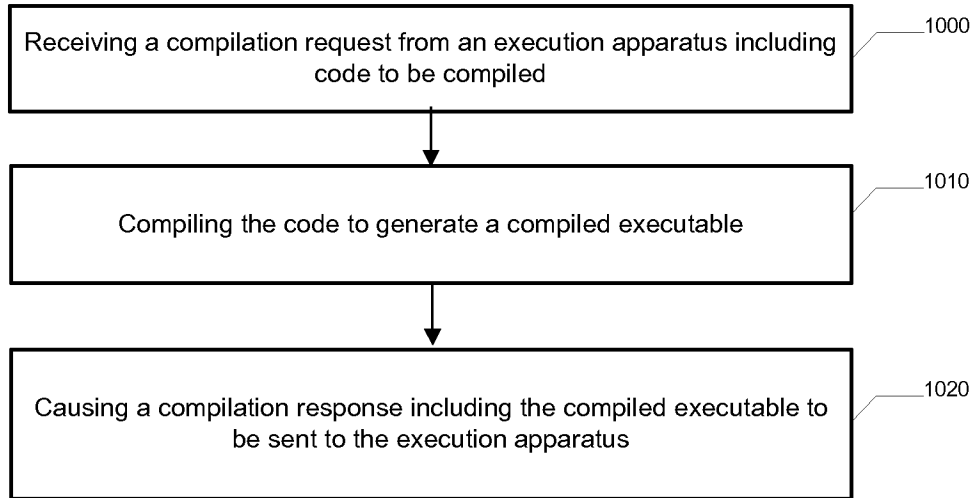 Receiving a compilation request from an execution apparatus including
code to be compiled
1000
Compiling the code to generate a compiled executable
1010
Causing a compilation response including the compiled executable to
be sent to the execution apparatus
1020